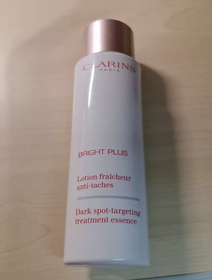 CLARINS
PARIS
BRIGHT PLUS
Lotion fraîcheur
anti-taches
Dark spot-targeting
treatment essence